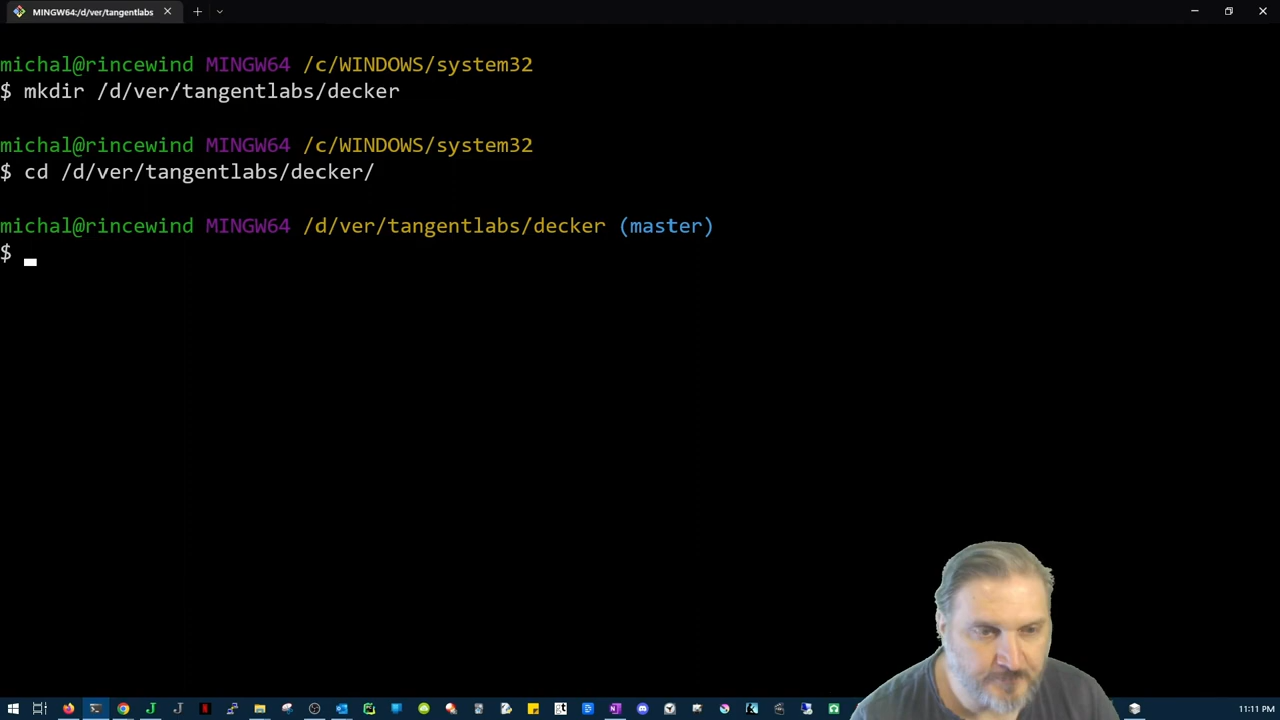 MINGW64:/d/ver/tangentlabs
michal@rincewind MINGW64 /c/WINDOWS/system32
$ mkdir /d/ver/tangentlabs/decker
michal@rincewind MINGW64 /c/WINDOWS/system32
$ cd /d/ver/tangentlabs/decker/
michal@rincewind MINGW64 /d/ver/tangentlabs/decker (master)
$
11:11 PM